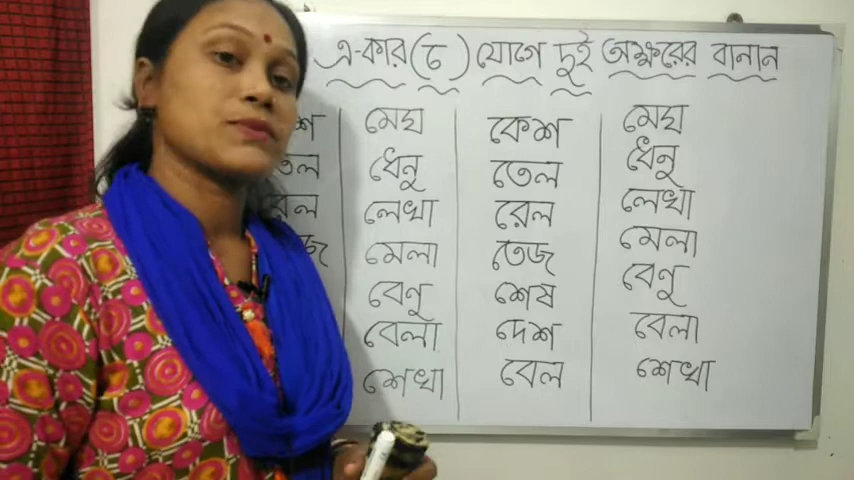 এ-কার(ে) যোগে দুই অক্ষরের বানান
মেঘ কেশ মেঘ
তেল ধেনু তেল ধেনু
রেল লেখা রেল লেখা
মেলা তেজ মেলা
বেনু শেষ বেনু
বেলা দেশ বেলা
শেখা বেল শেখা